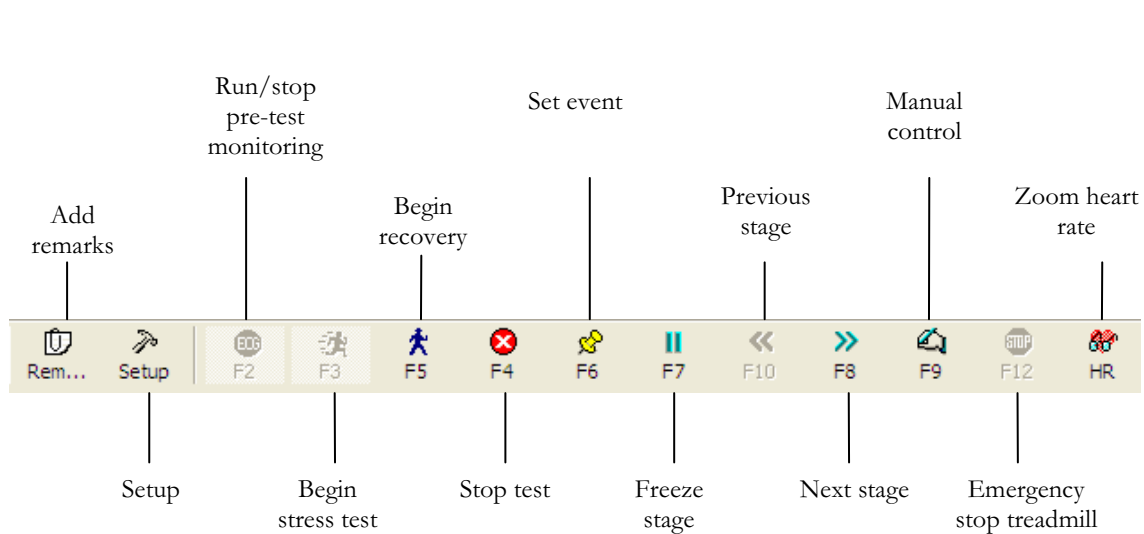 Run/stop
pre-test
monitoring
Set event
Manual
control
Add
remarks
Begin
recovery
Previous
stage
Zoom heart
rate
Rem...
Setup
ECG
F2
F3
F5
F4
F6
F7
F10
F8
F9
STOP
F12
HR
Setup
Begin
stress test
Stop test
Freeze
stage
Next stage
Emergency
stop treadmill